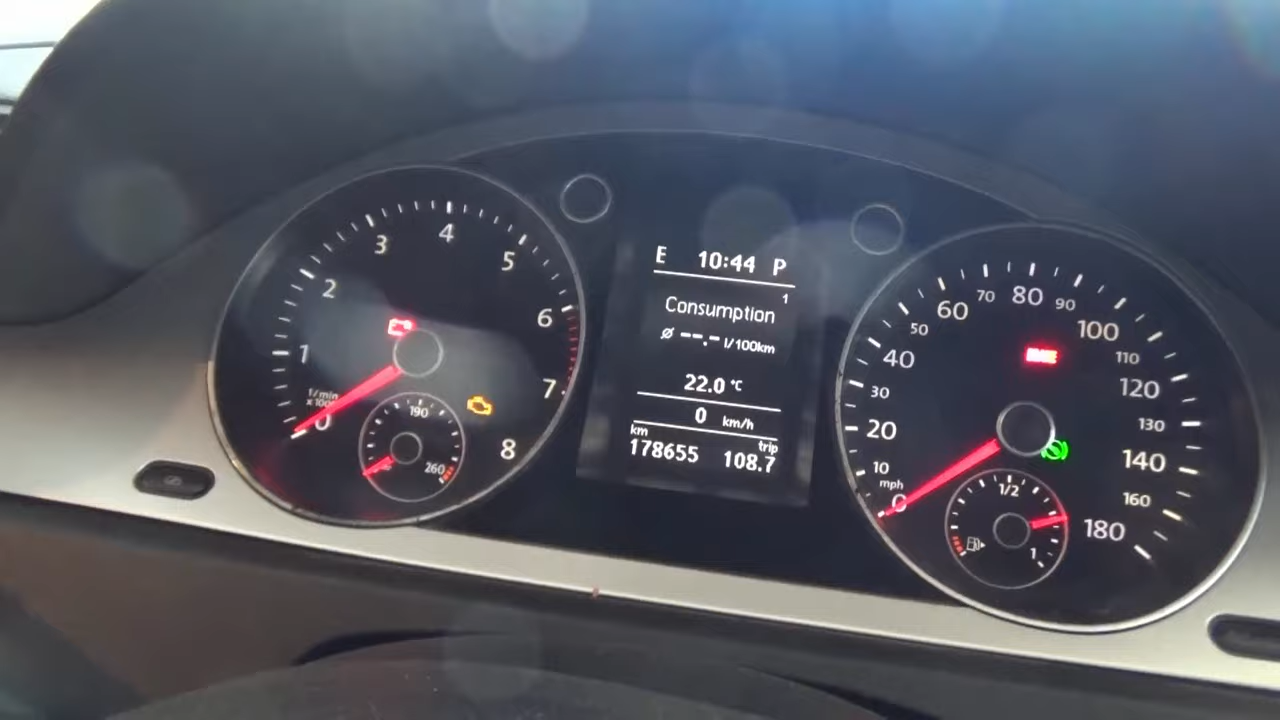 E 10:44 P
1
Consumption
Ø --.- l/100km
22.0 °C
0 km/h
km trip
178655 108.7
0 1 2 3 4 5 6 7 8
1/min
190
260
0 10 20 30 40 50 60 70 80 90 100 110 120 130 140 160 180
mph
1/2
1